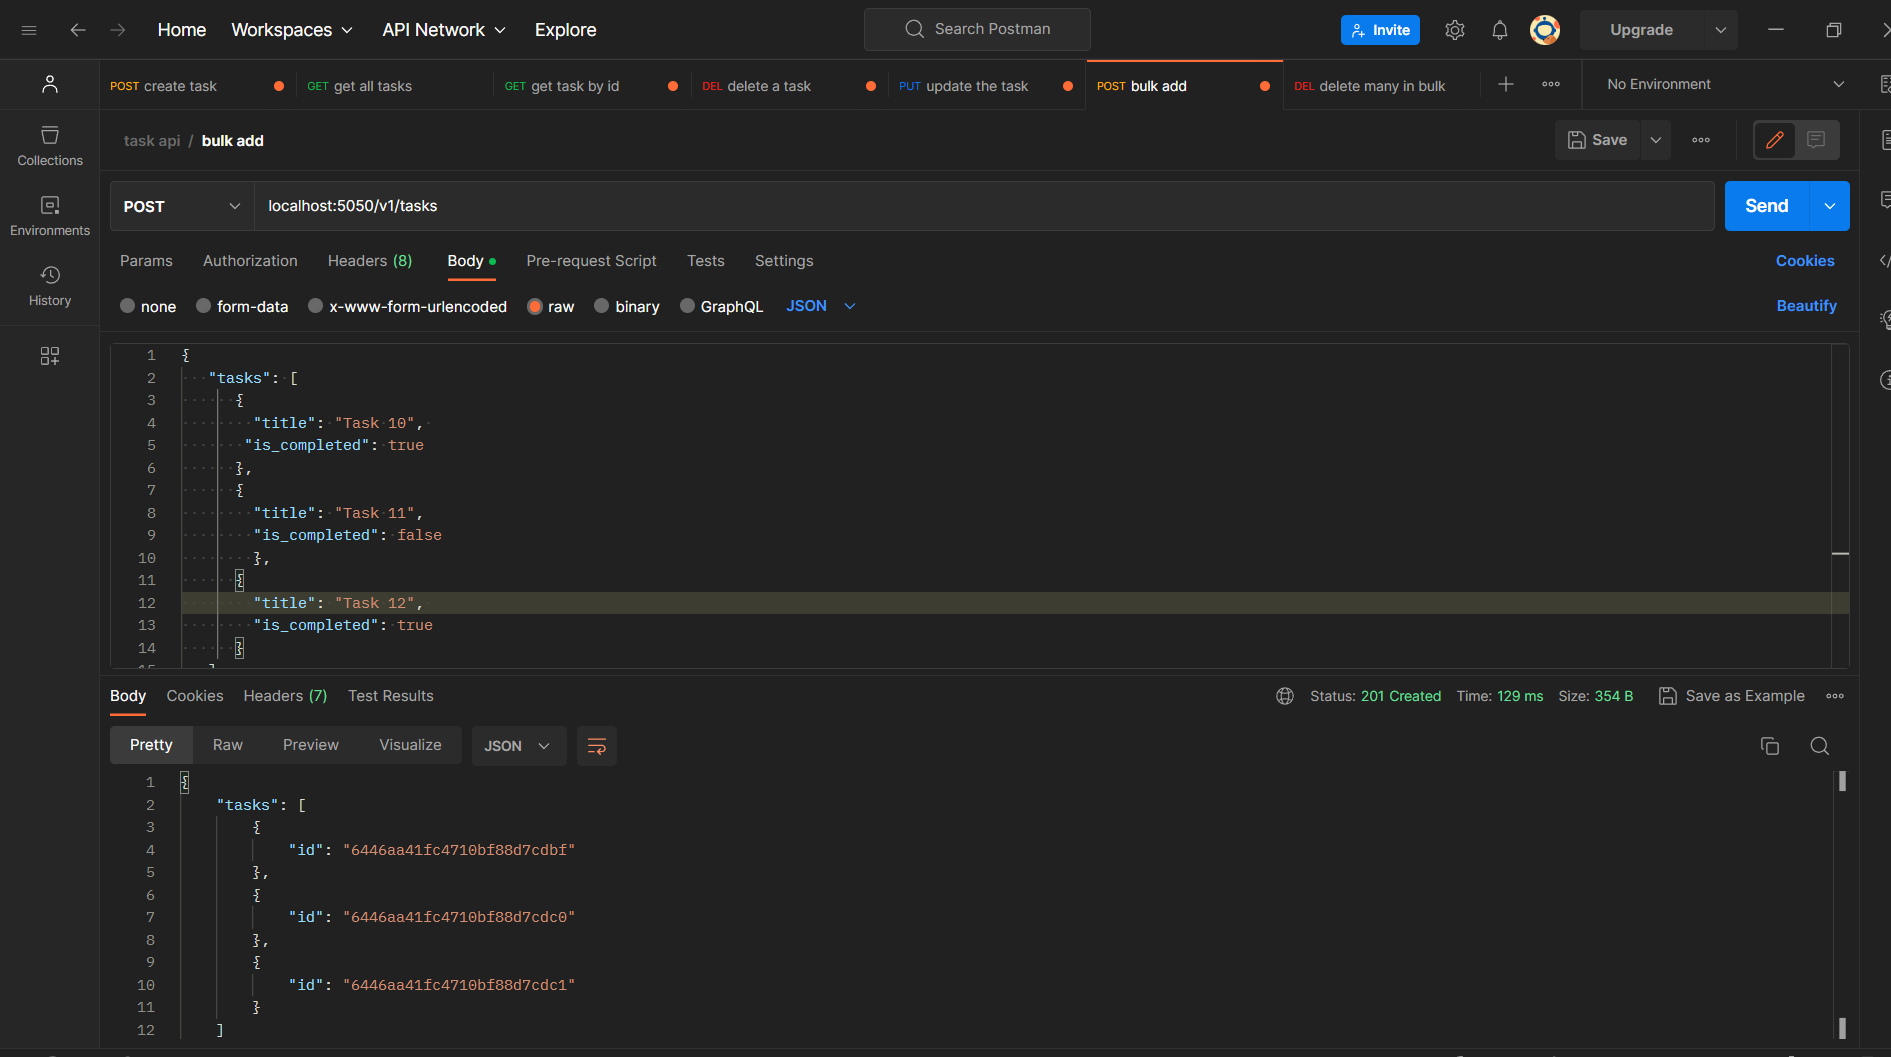 Home Workspaces API Network Explore Search Postman Invite Upgrade
POST create task GET get all tasks GET get task by id DEL delete a task PUT update the task POST bulk add DEL delete many in bulk No Environment
task api / bulk add Save
Collections
Environments
History
POST localhost:5050/v1/tasks Send
Params Authorization Headers (8) Body Pre-request Script Tests Settings Cookies
none form-data x-www-form-urlencoded raw binary GraphQL JSON Beautify
1 {
2 "tasks": [
3 {
4 "title": "Task 10",
5 "is_completed": true
6 },
7 {
8 "title": "Task 11",
9 "is_completed": false
10 },
11 {
12 "title": "Task 12",
13 "is_completed": true
14 }
Body Cookies Headers (7) Test Results Status: 201 Created Time: 129 ms Size: 354 B Save as Example
Pretty Raw Preview Visualize JSON
1 {
2 "tasks": [
3 {
4 "id": "6446aa41fc4710bf88d7cdbf"
5 },
6 {
7 "id": "6446aa41fc4710bf88d7cdc0"
8 },
9 {
10 "id": "6446aa41fc4710bf88d7cdc1"
11 }
12 ]